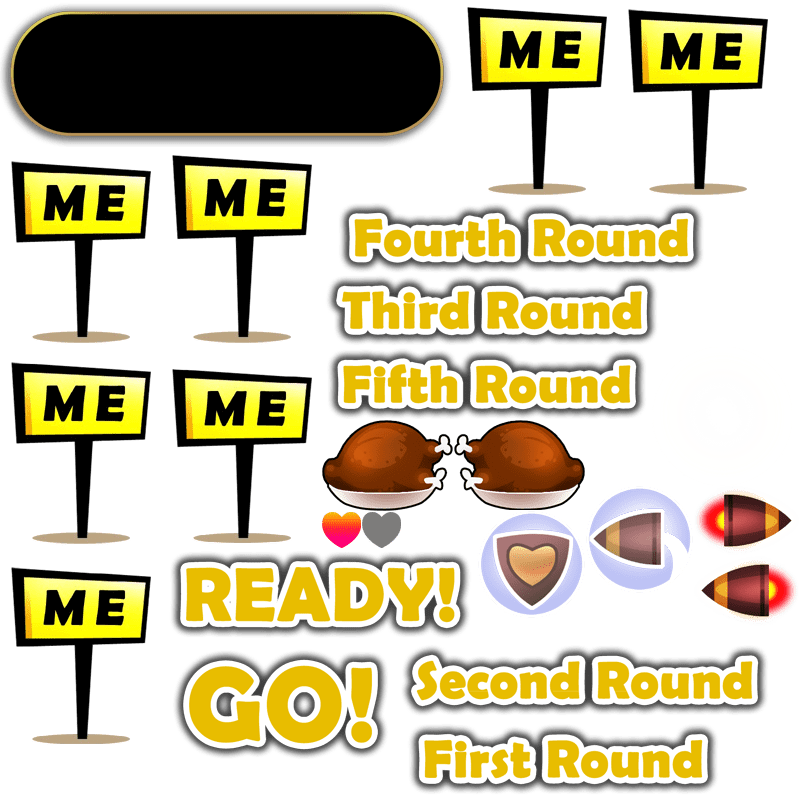 ME
ME
ME
ME
Fourth Round
Third Round
Fifth Round
ME
ME
READY!
ME
GO!
Second Round
First Round